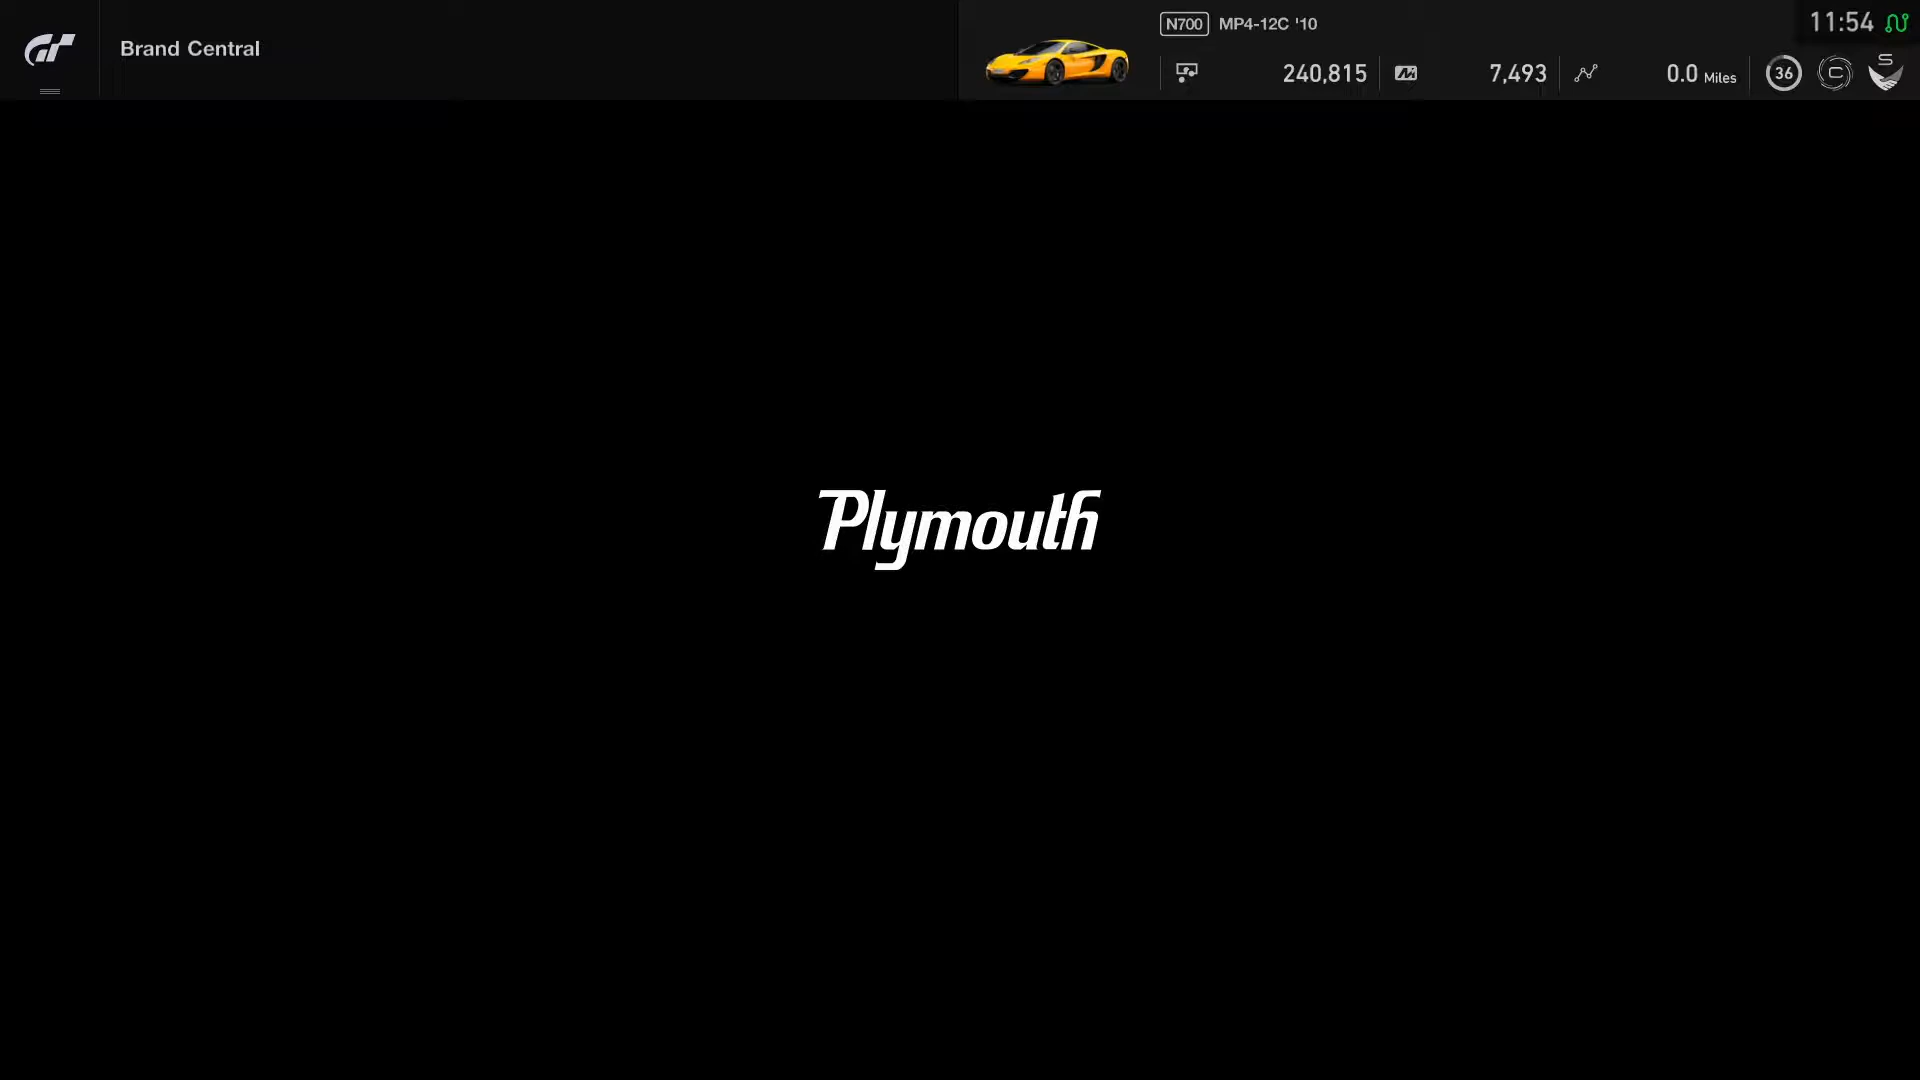 Brand Central
N700 MP4-12C '10
11:54
240,815
7,493
0.0 Miles
36
C
S
Plymouth